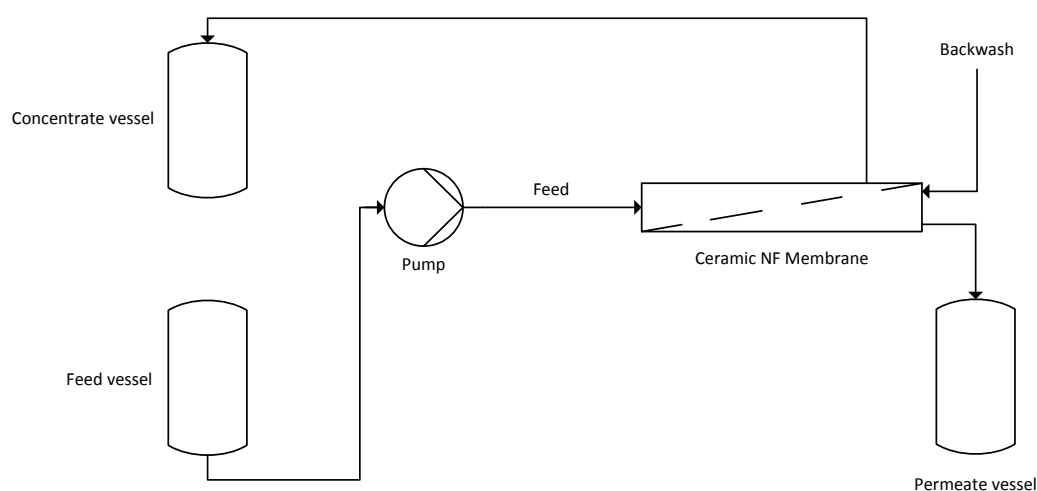 Backwash
Concentrate vessel
Feed
Pump
Ceramic NF Membrane
Feed vessel
Permeate vessel